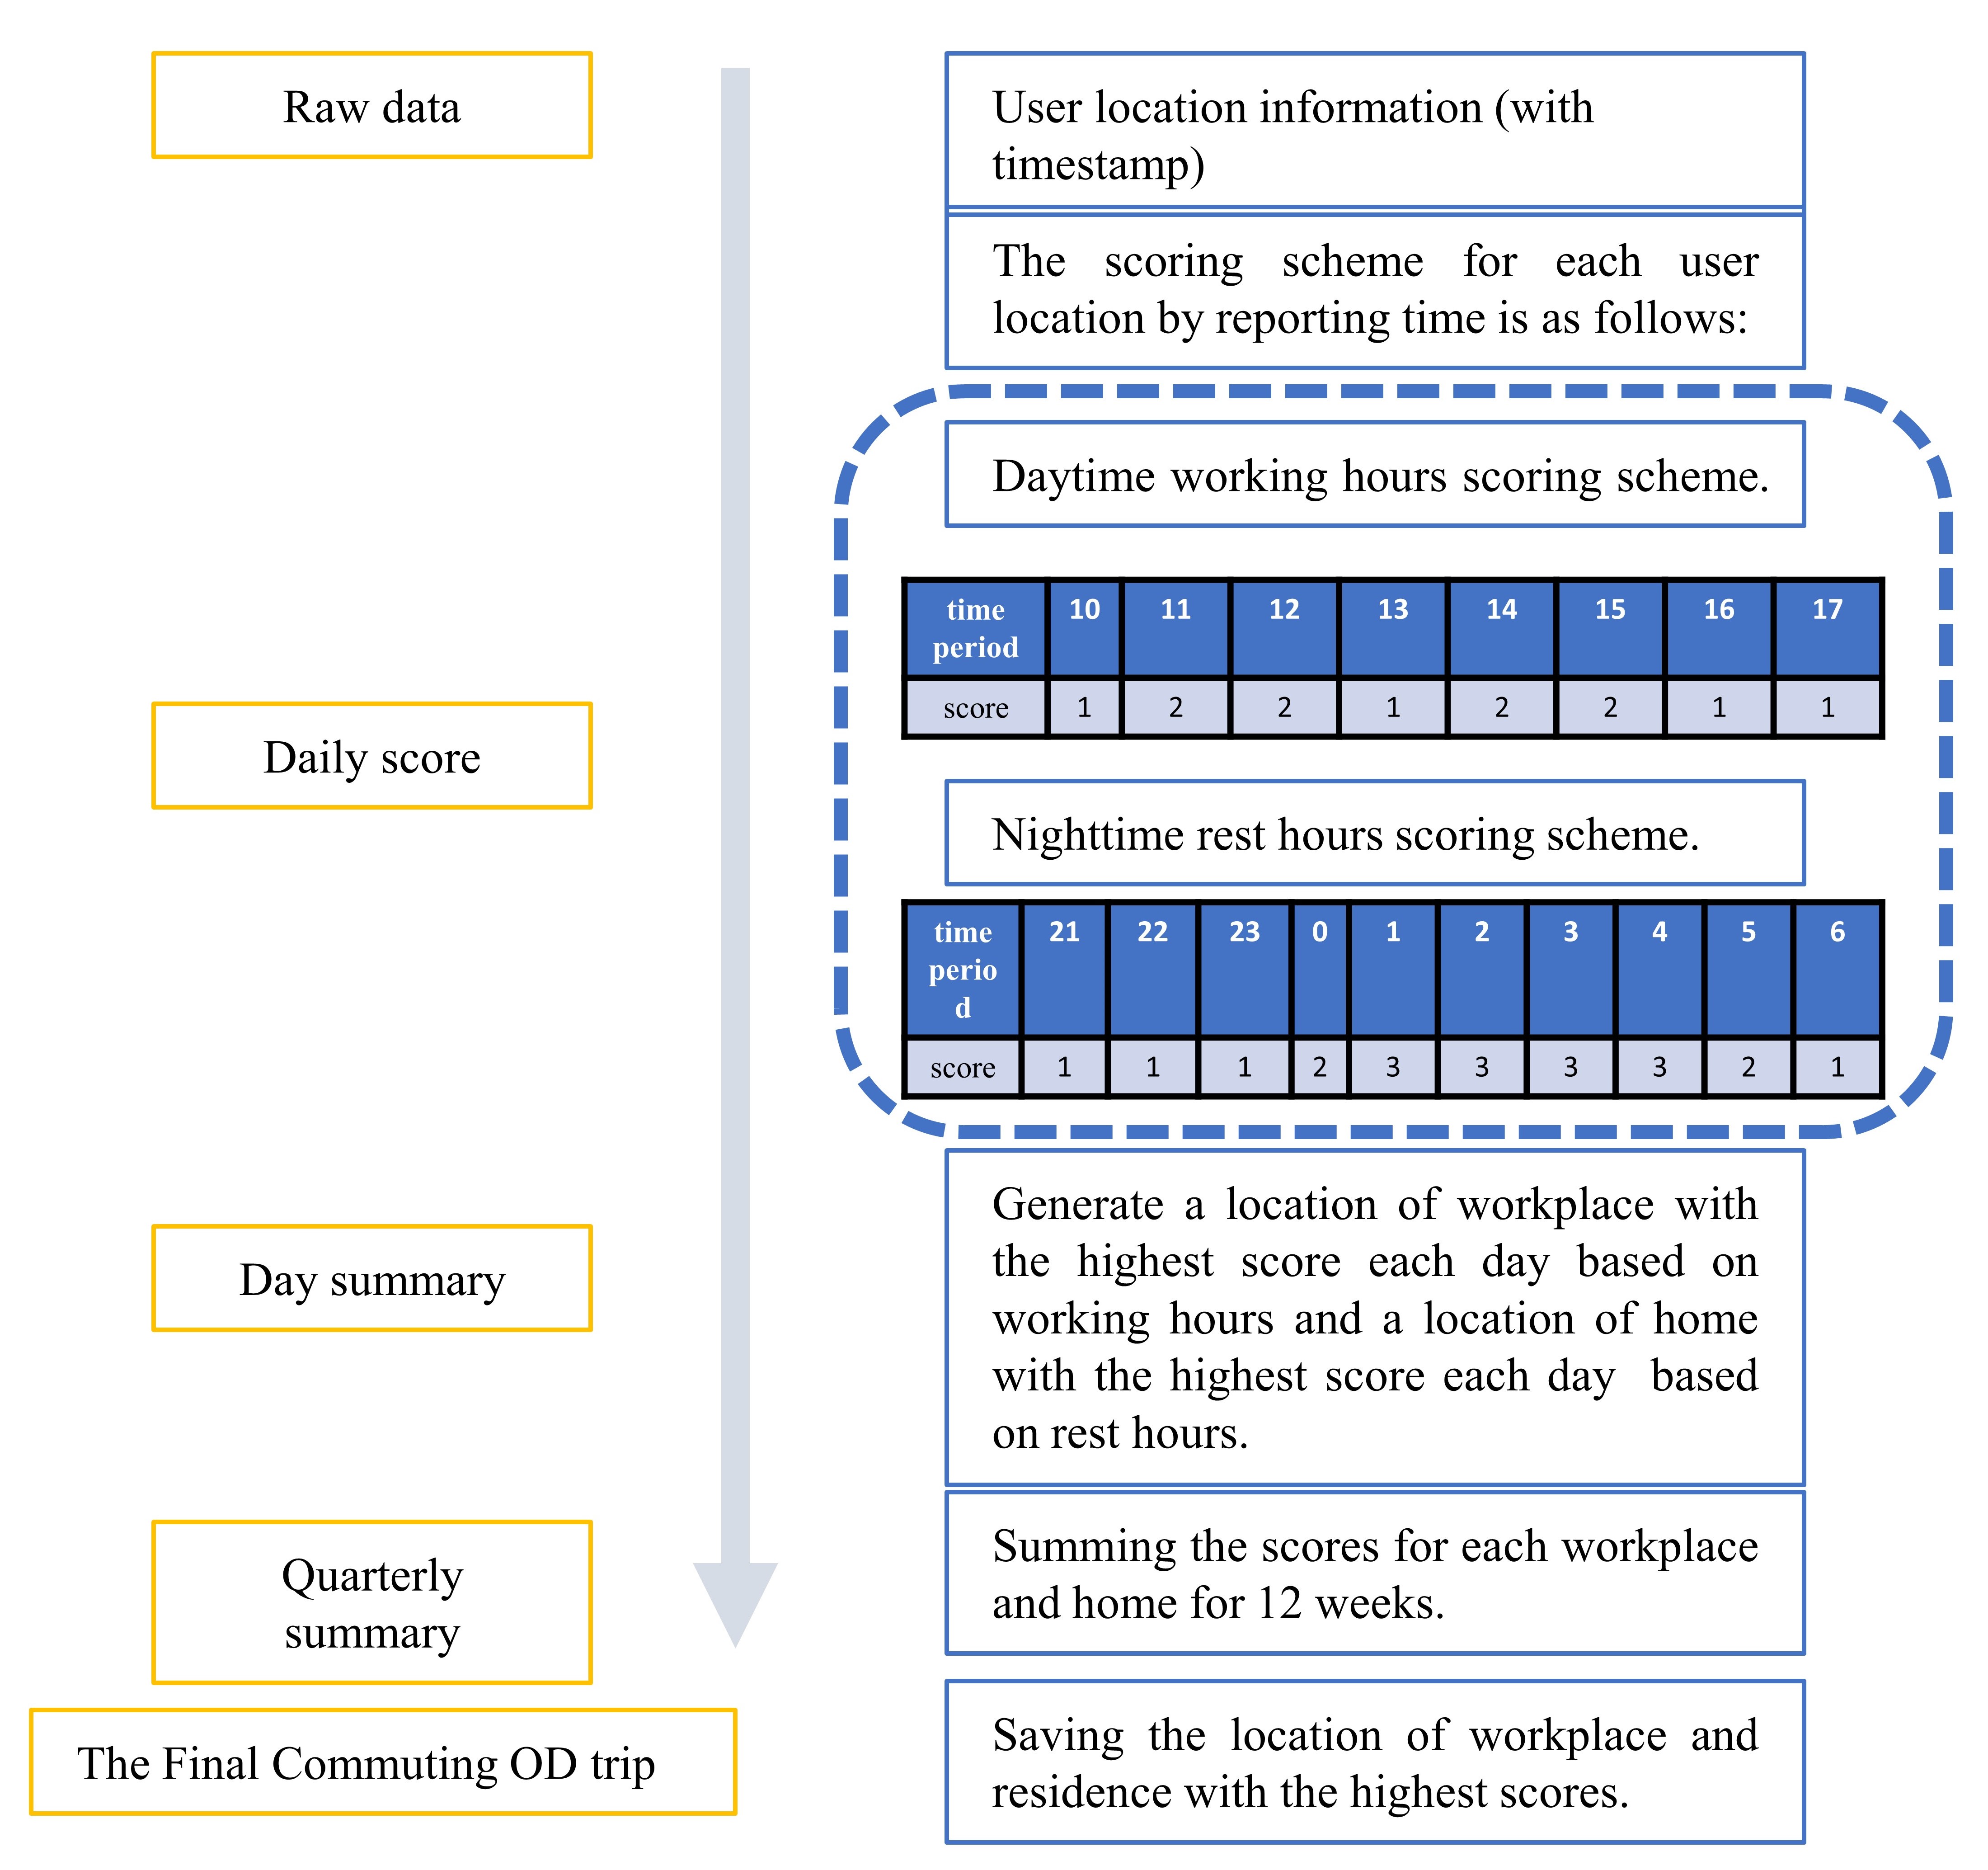 Raw data
User location information (with
timestamp)
The scoring scheme for each user
location by reporting time is as follows:
Daytime working hours scoring scheme.
time
period
10 11 12 13 14 15 16 17
score 1 2 2 1 2 2 1 1
Daily score
Nighttime rest hours scoring scheme.
time
perio
d
21 22 23 0 1 2 3 4 5 6
score 1 1 1 2 3 3 3 3 2 1
Day summary
Generate a location of workplace with
the highest score each day based on
working hours and a location of home
with the highest score each day based
on rest hours.
Quarterly
summary
Summing the scores for each workplace
and home for 12 weeks.
The Final Commuting OD trip
Saving the location of workplace and
residence with the highest scores.